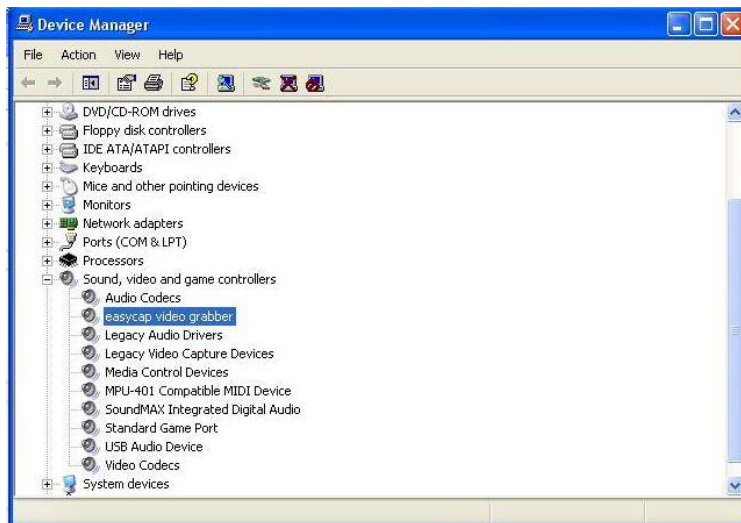 Device Manager
File Action View Help
DVD/CD-ROM drives
Floppy disk controllers
IDE ATA/ATAPI controllers
Keyboards
Mice and other pointing devices
Monitors
Network adapters
Ports (COM & LPT)
Processors
Sound, video and game controllers
Audio Codecs
easycap video grabber
Legacy Audio Drivers
Legacy Video Capture Devices
Media Control Devices
MPU-401 Compatible MIDI Device
SoundMAX Integrated Digital Audio
Standard Game Port
USB Audio Device
Video Codecs
System devices